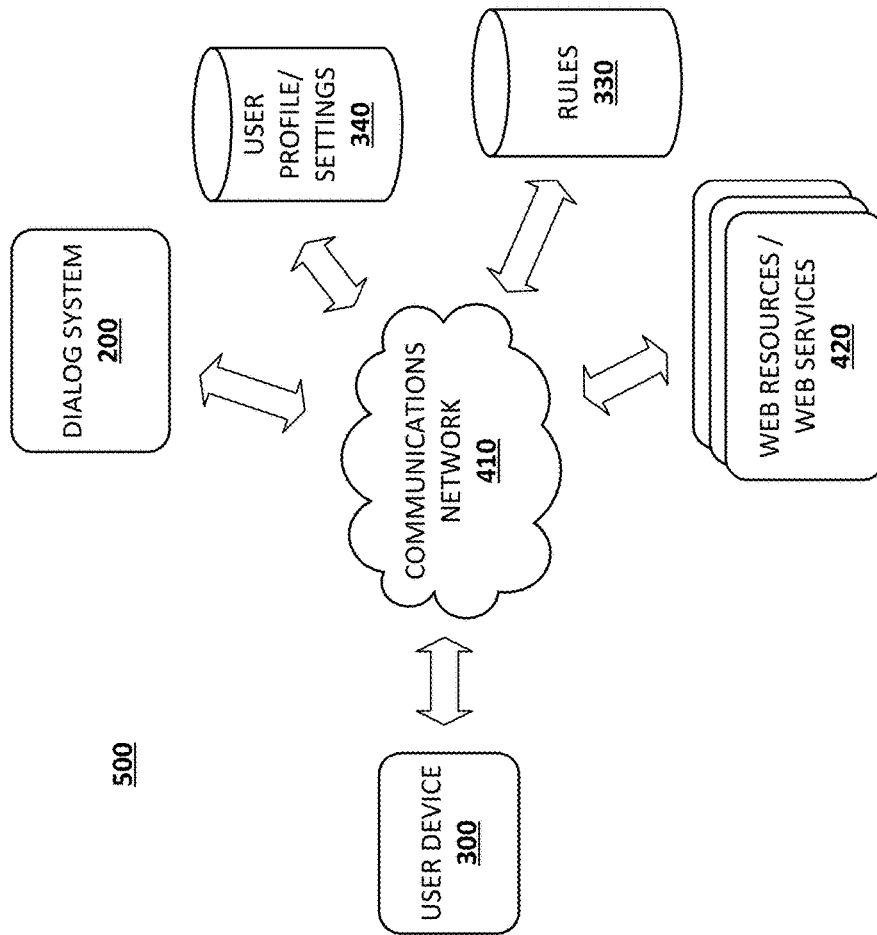 500
USER DEVICE
300
COMMUNICATIONS
NETWORK
410
DIALOG SYSTEM
200
USER
PROFILE/
SETTINGS
340
RULES
330
WEB RESOURCES /
WEB SERVICES
420